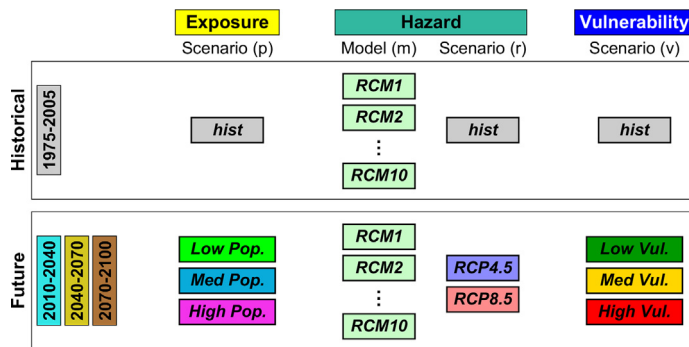 Exposure Hazard Vulnerability
Scenario (p) Model (m) Scenario (r) Scenario (v)
Historical
1975-2005
hist
RCM1
RCM2
⋮
RCM10
hist
hist
Future
2010-2040
2040-2070
2070-2100
Low Pop.
Med Pop.
High Pop.
RCM1
RCM2
⋮
RCM10
RCP4.5
RCP8.5
Low Vul.
Med Vul.
High Vul.